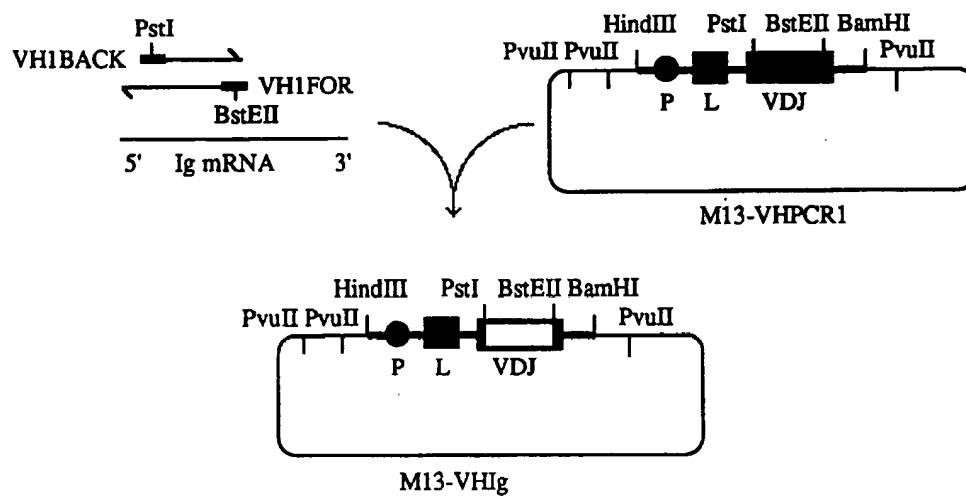 PstI
VH1BACK
VH1FOR
BstEII
5' Ig mRNA 3'
HindIII PstI BstEII BamHI
PvuII PvuII PvuII
P L VDJ
M13-VHPCR1
HindIII PstI BstEII BamHI
PvuII PvuII PvuII
P L VDJ
M13-VHIg